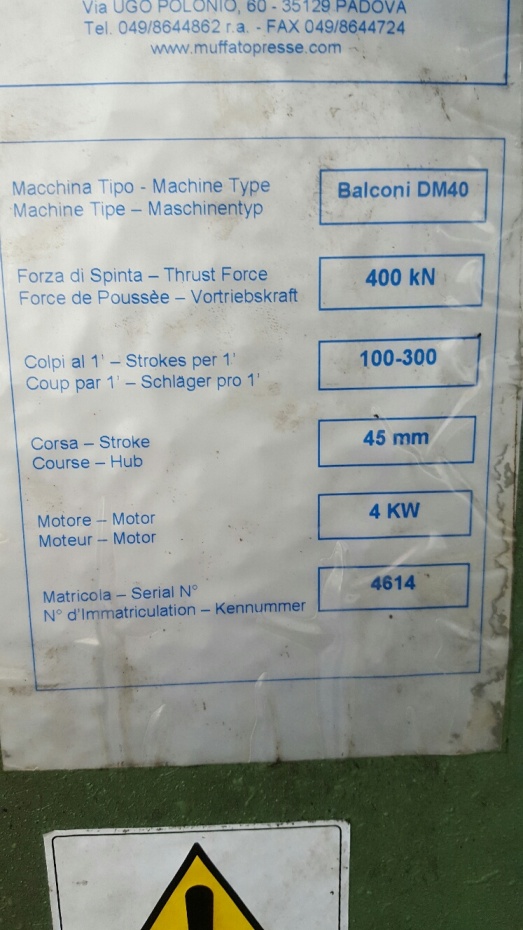 Via UGO POLONIO, 60 - 35129 PADOVA
Tel. 049/8644862 r.a. - FAX 049/8644724
www.muffatopresse.com
Macchina Tipo - Machine Type
Machine Tipe – Maschinentyp
Balconi DM40
Forza di Spinta – Thrust Force
Force de Poussèe – Vortriebskraft
400 kN
Colpi al 1' – Strokes per 1'
Coup par 1' – Schläger pro 1'
100-300
Corsa – Stroke
Course – Hub
45 mm
Motore – Motor
Moteur – Motor
4 KW
Matricola – Serial N°
N° d'Immatriculation – Kennummer
4614